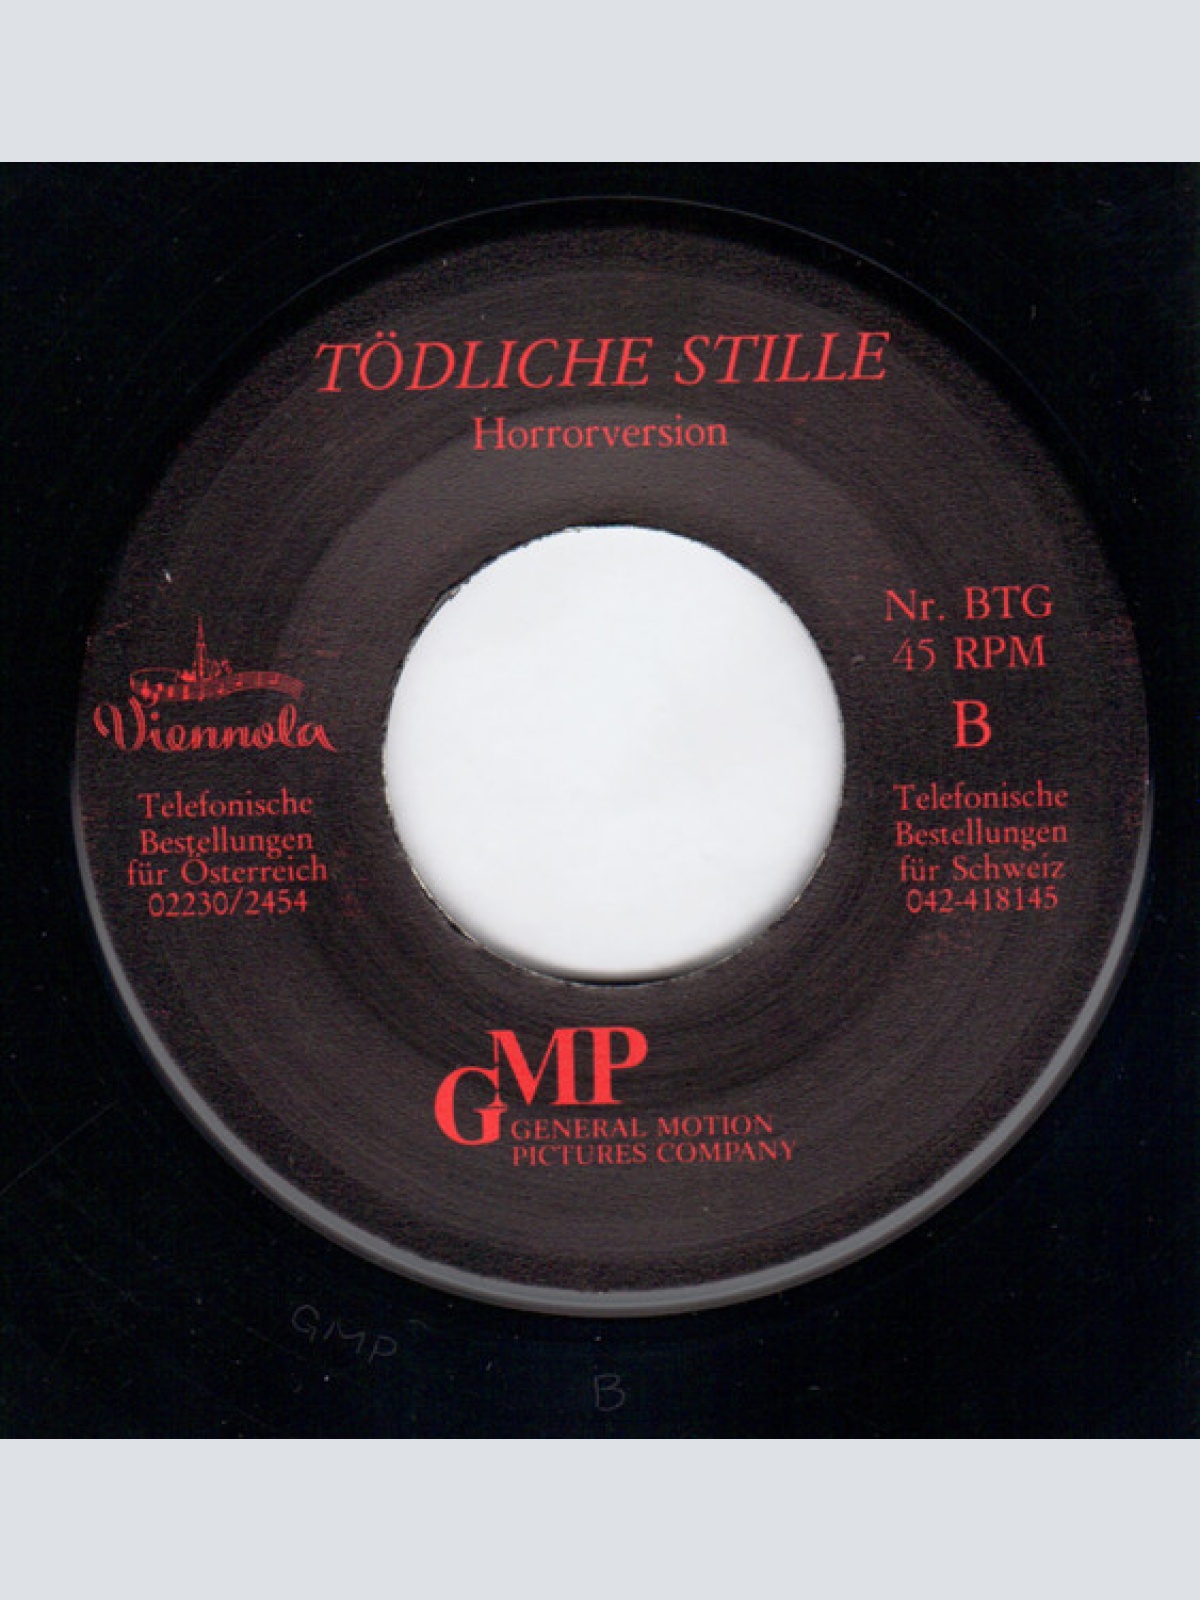 TÖDLICHE STILLE
Horrorversion
Nr. BTG
45 RPM
B
Viennola
Telefonische
Bestellungen
für Österreich
02230/2454
Telefonische
Bestellungen
für Schweiz
042-418145
GMP
GENERAL MOTION
PICTURES COMPANY
GMP
B